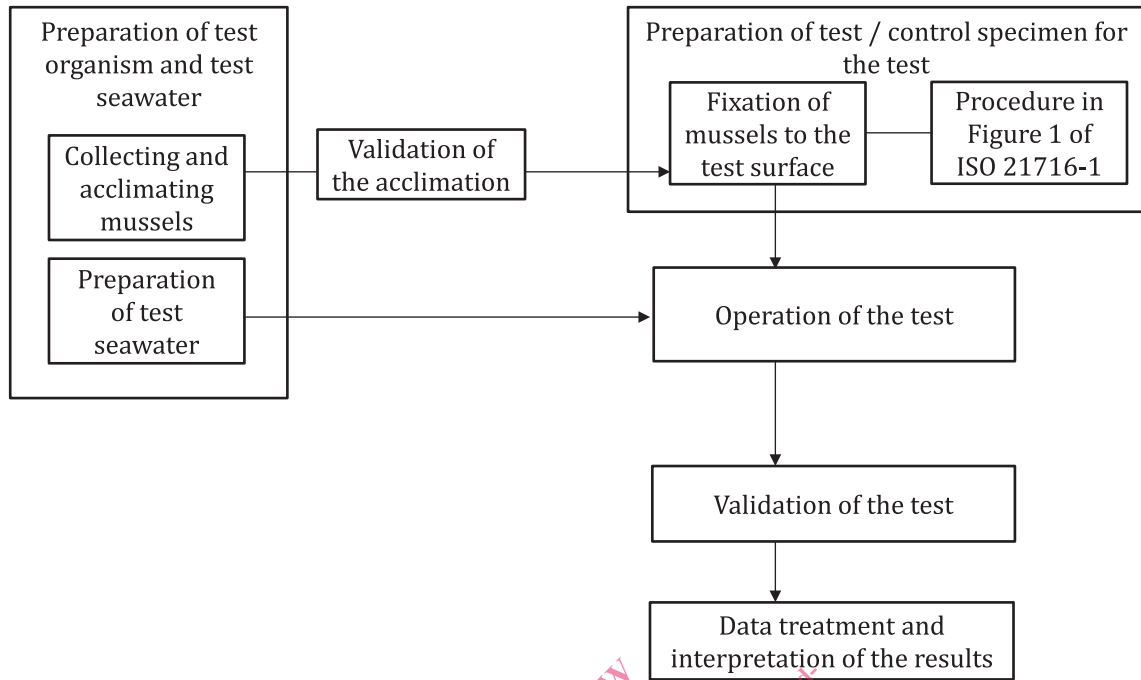 Preparation of test
organism and test
seawater
Collecting and
acclimating
mussels
Preparation
of test
seawater
Validation of
the acclimation
Preparation of test / control specimen for
the test
Fixation of
mussels to the
test surface
Procedure in
Figure 1 of
ISO 21716-1
Operation of the test
Validation of the test
Data treatment and
interpretation of the results